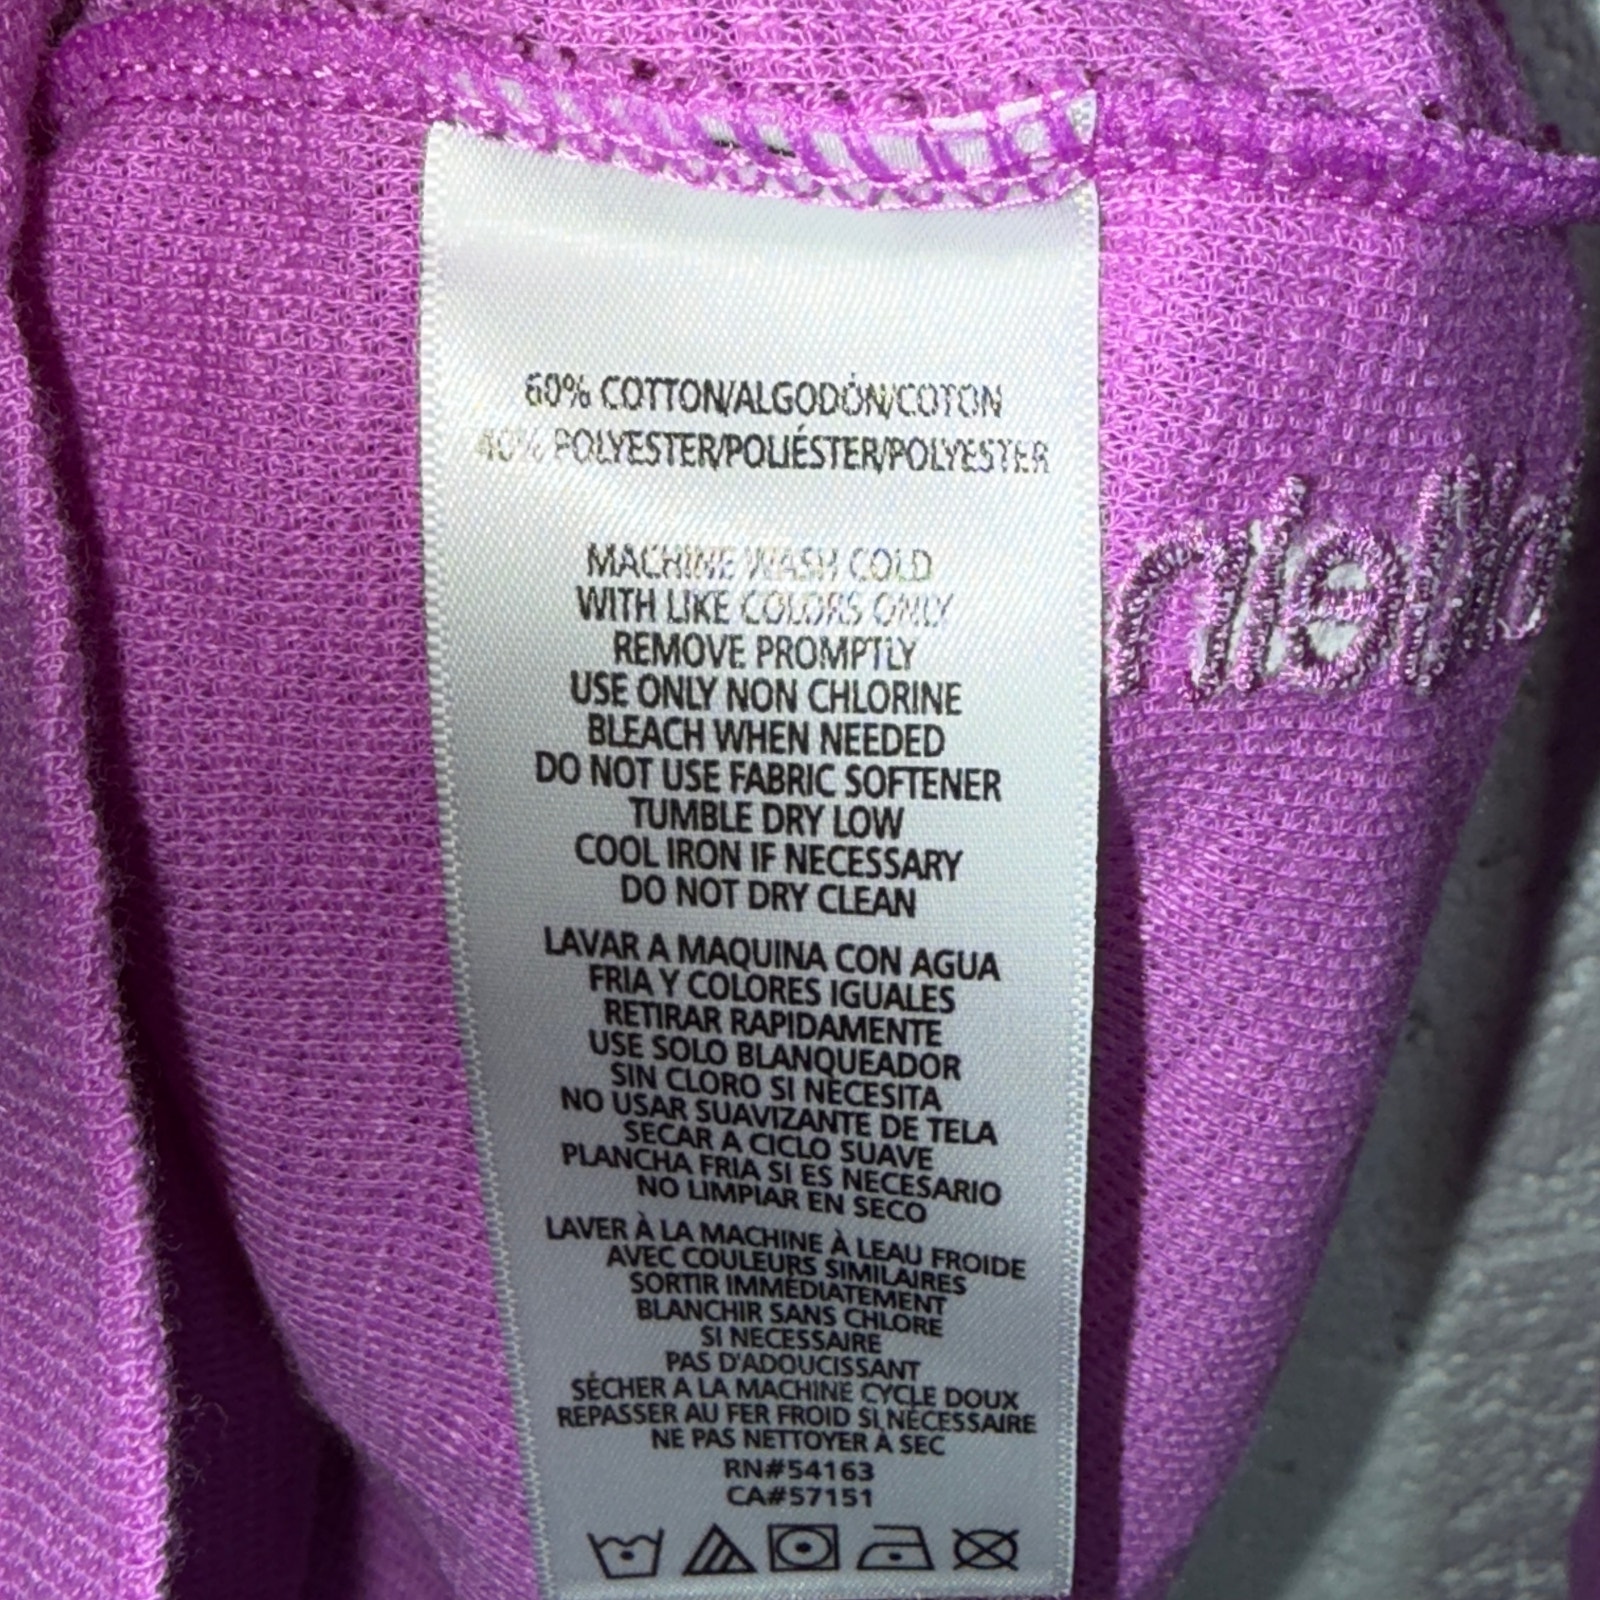 60% COTTON/ALGODÓN/COTON
40% POLYESTER/POLIÉSTER/POLYESTER
MACHINE WASH COLD
WITH LIKE COLORS ONLY
REMOVE PROMPTLY
USE ONLY NON CHLORINE
BLEACH WHEN NEEDED
DO NOT USE FABRIC SOFTENER
TUMBLE DRY LOW
COOL IRON IF NECESSARY
DO NOT DRY CLEAN
LAVAR A MAQUINA CON AGUA
FRIA Y COLORES IGUALES
RETIRAR RAPIDAMENTE
USE SOLO BLANQUEADOR
SIN CLORO SI NECESITA
NO USAR SUAVIZANTE DE TELA
SECAR A CICLO SUAVE
PLANCHA FRIA SI ES NECESARIO
NO LIMPIAR EN SECO
LAVER À LA MACHINE À LEAU FROIDE
AVEC COULEURS SIMILAIRES
SORTIR IMMÉDIATEMENT
BLANCHIR SANS CHLORE
SI NECESSAIRE
PAS D'ADOUCISSANT
SÉCHER A LA MACHINE CYCLE DOUX
REPASSER AU FER FROID SI NÉCESSAIRE
NE PAS NETTOYER À SEC
RN#54163
CA#57151